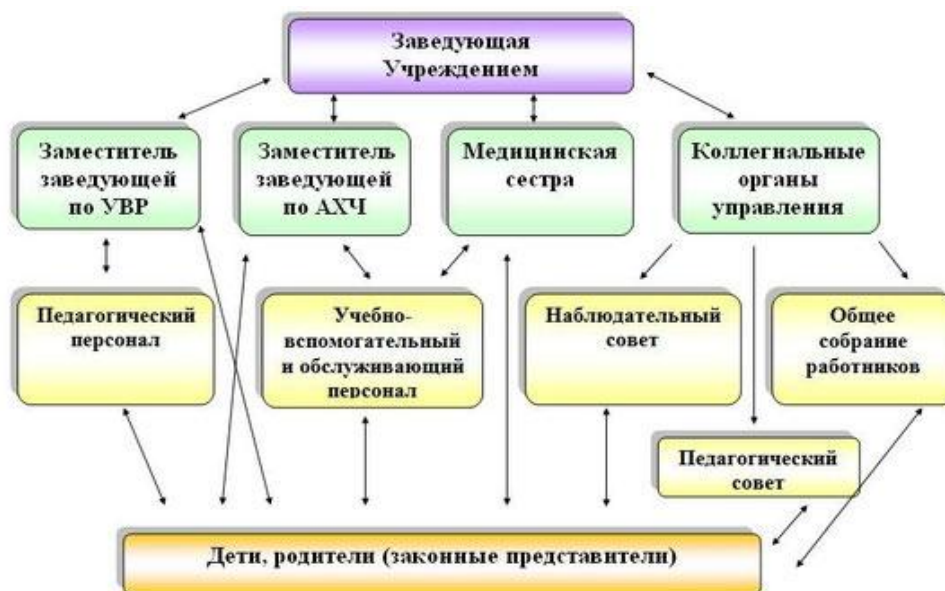 Заведующая
Учреждением
Заместитель
заведующей
по УВР
Заместитель
заведующей
по АХЧ
Медицинская
сестра
Коллегиальные
органы
управления
Педагогический
персонал
Учебно-
вспомогательный
и обслуживающий
персонал
Наблюдательный
совет
Общее
собрание
работников
Педагогический
совет
Дети, родители (законные представители)